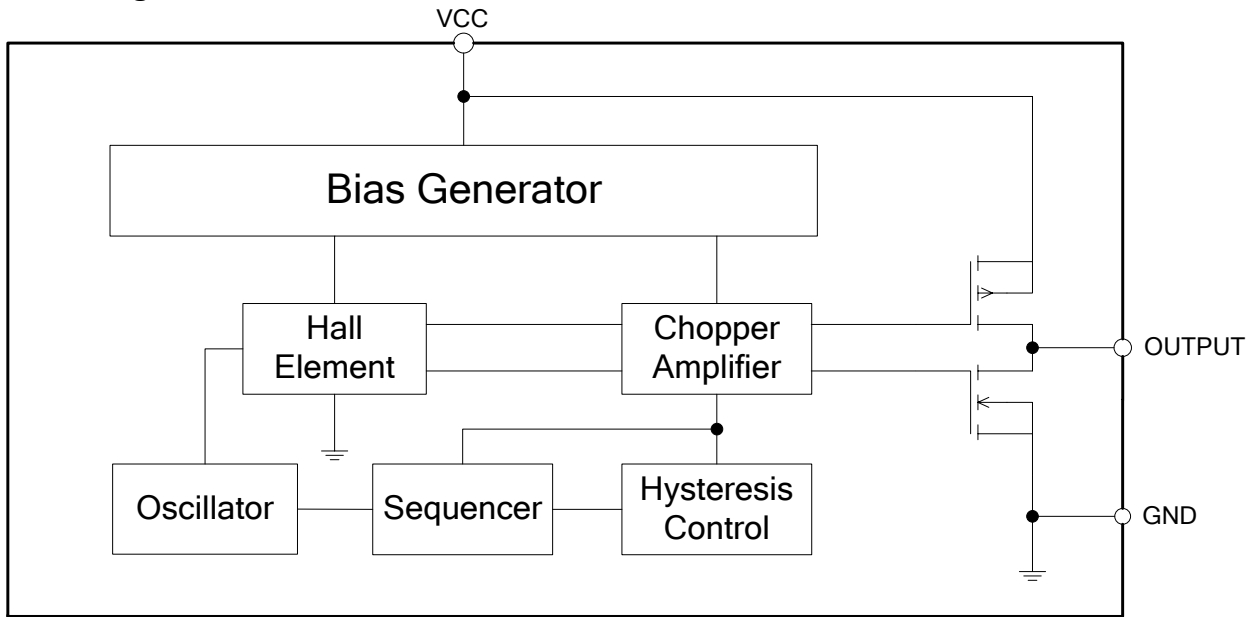 VCC
Bias Generator
Hall
Element
Chopper
Amplifier
OUTPUT
Oscillator
Sequencer
Hysteresis
Control
GND